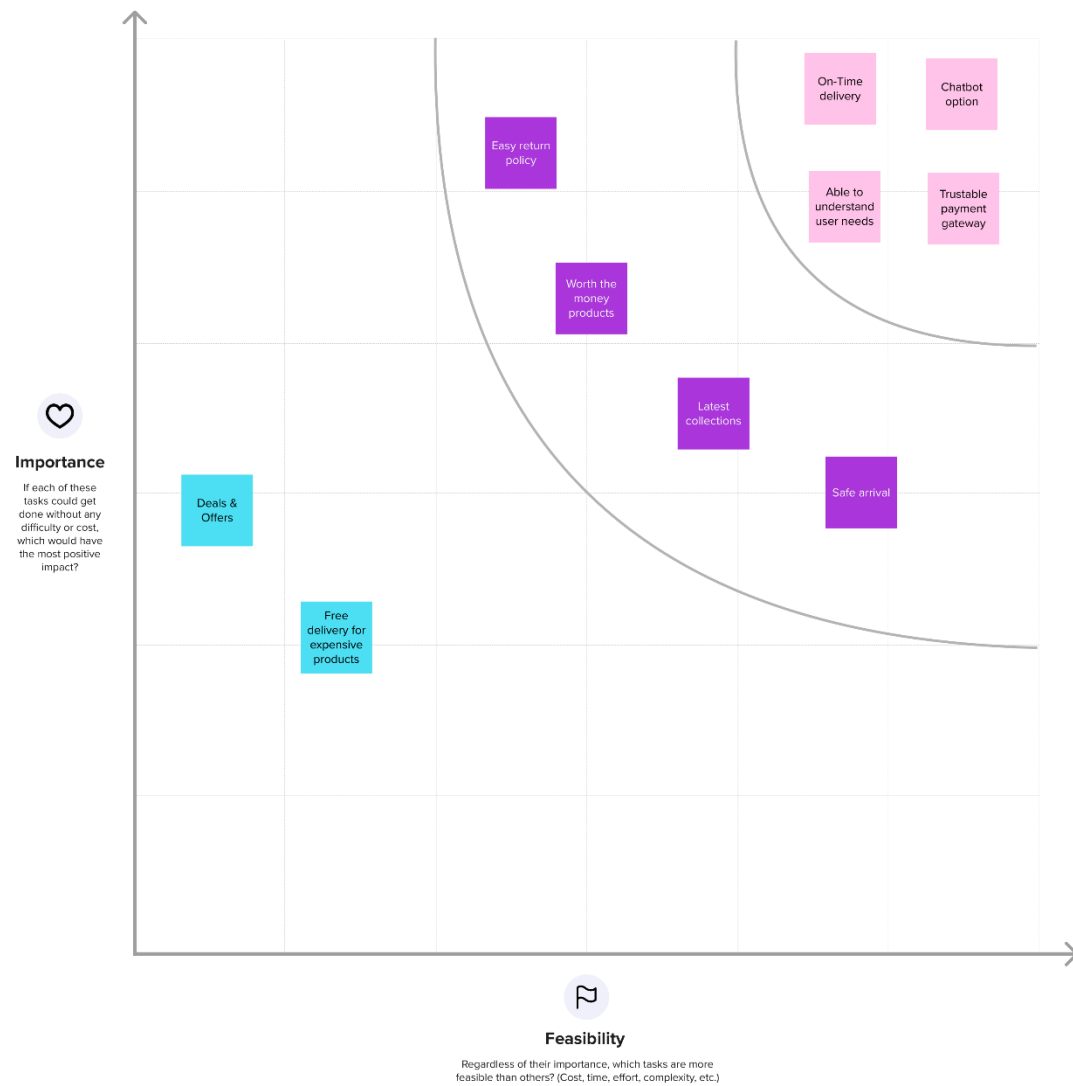 On-Time
delivery
Chatbot
option
Easy return
policy
Able to
understand
user needs
Trustable
payment
gateway
Worth the
money
products
Latest
collections
Safe arrival
Importance
If each of these
tasks could get
done without any
difficulty or cost,
which would have
the most positive
impact?
Deals &
Offers
Free
delivery for
expensive
products
Feasibility
Regardless of their importance, which tasks are more
feasible than others? (Cost, time, effort, complexity, etc.)